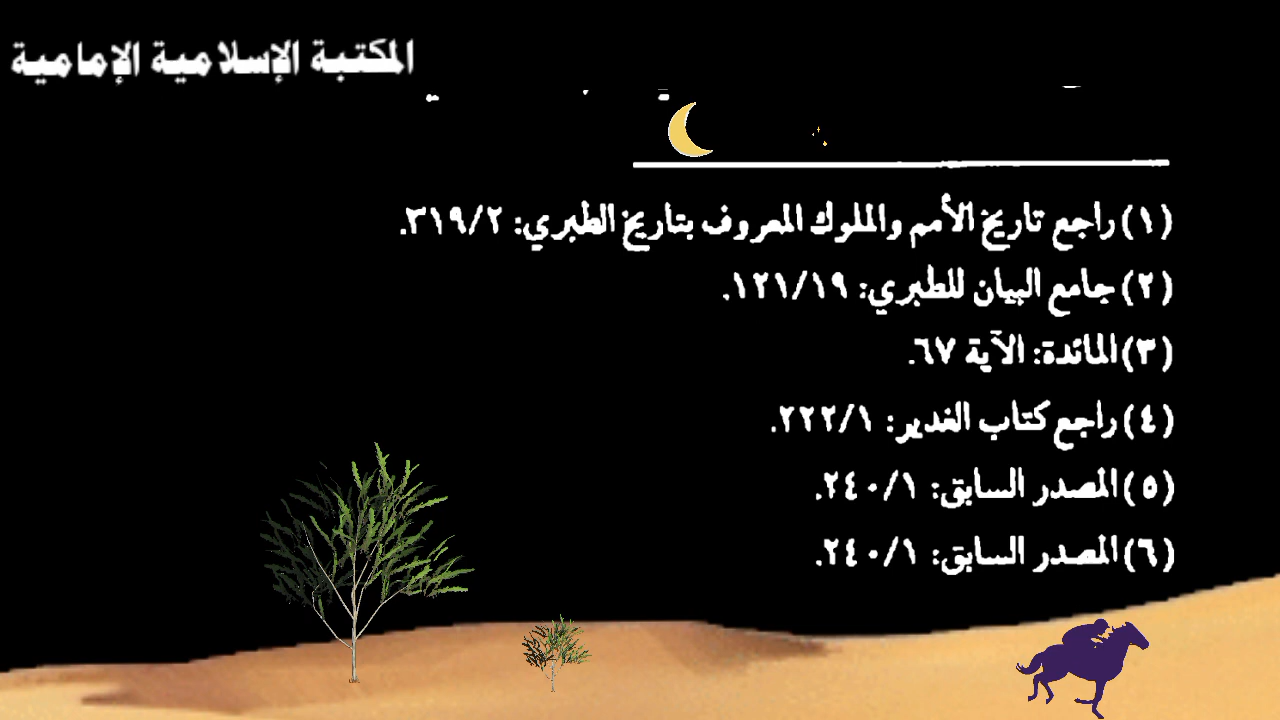 المكتبة الإسلامية الإمامية
(١) راجع تاريخ الأمم والملوك المعروف بتاريخ الطبري: ٣١٩/٢.
(٢) جامع البيان للطبري: ١٢١/١٩.
(٣) المائدة: الآية ٦٧.
(٤) راجع كتاب الغدير: ٢٢٢/١.
(٥) المصدر السابق: ٢٤٠/١.
(٦) المصدر السابق: ٢٤٠/١.